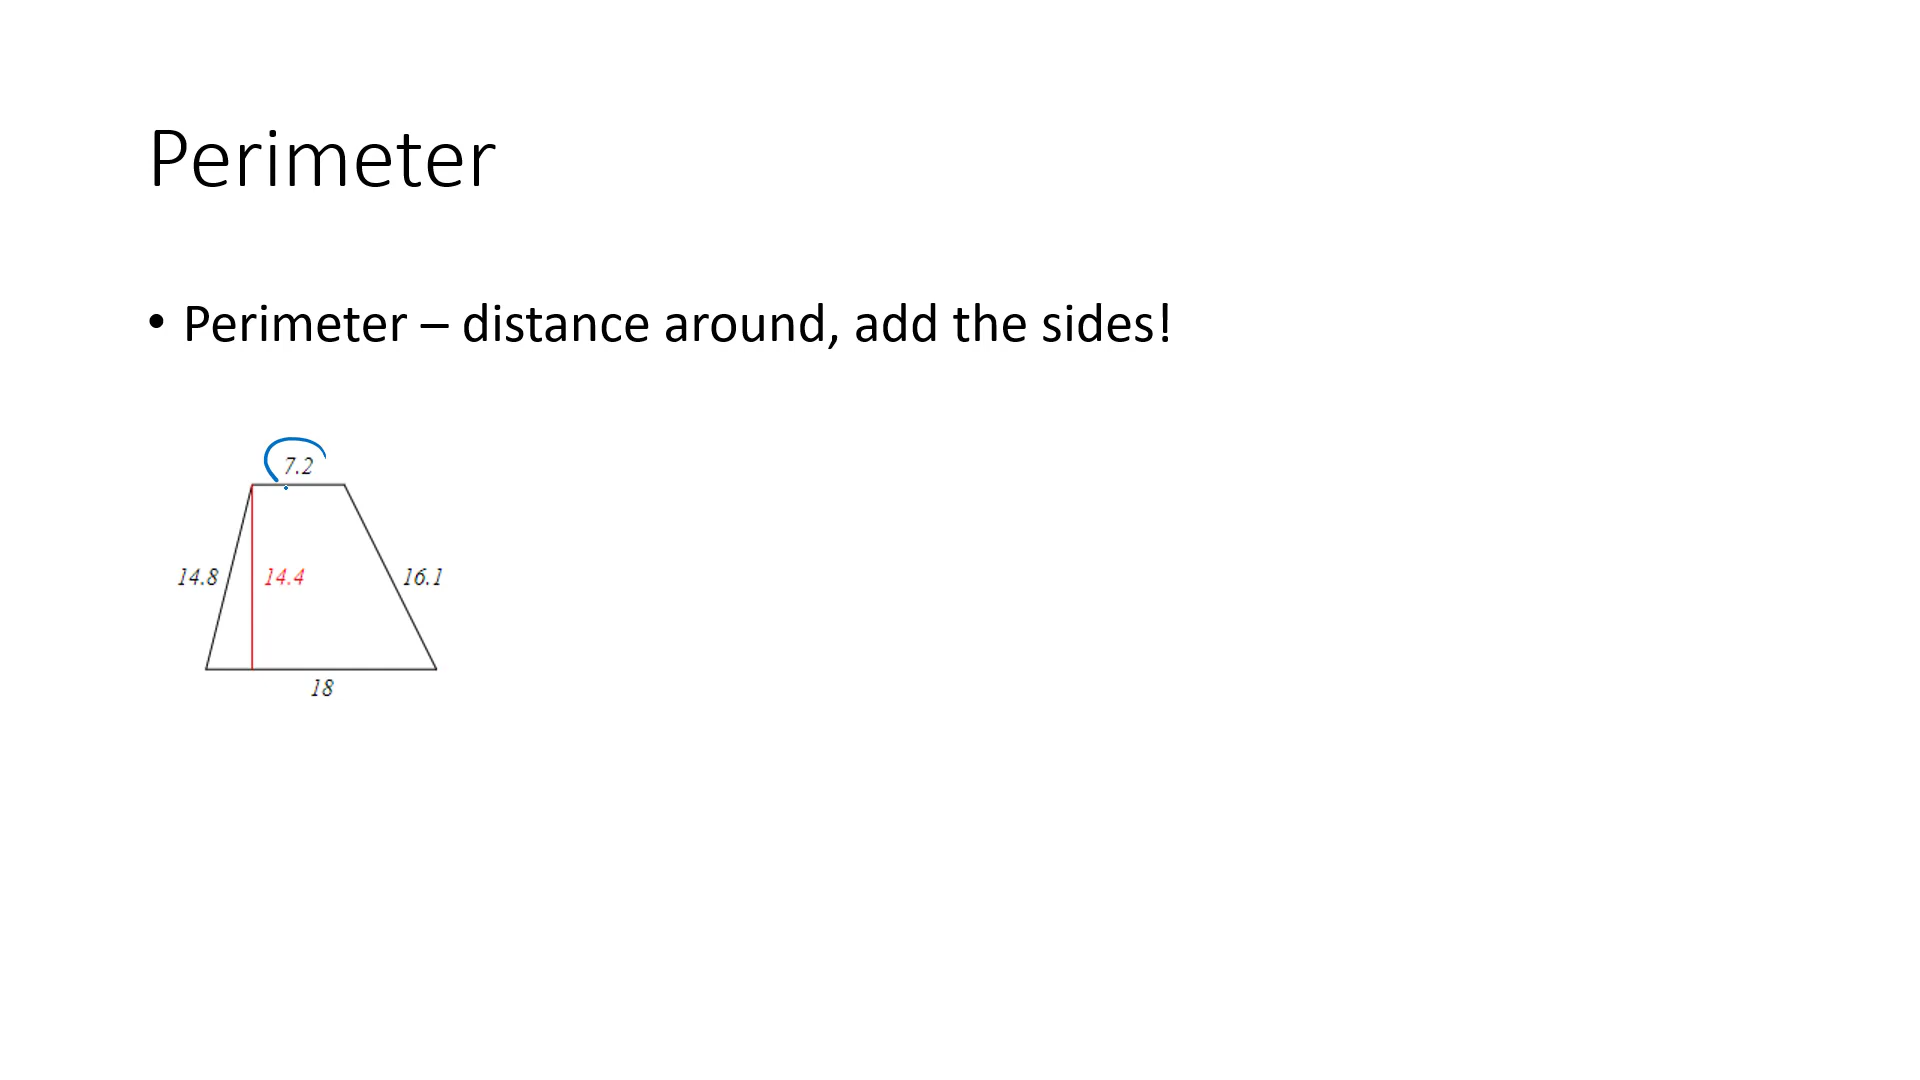 Perimeter
• Perimeter – distance around, add the sides!
7.2
14.8 14.4 16.1
18